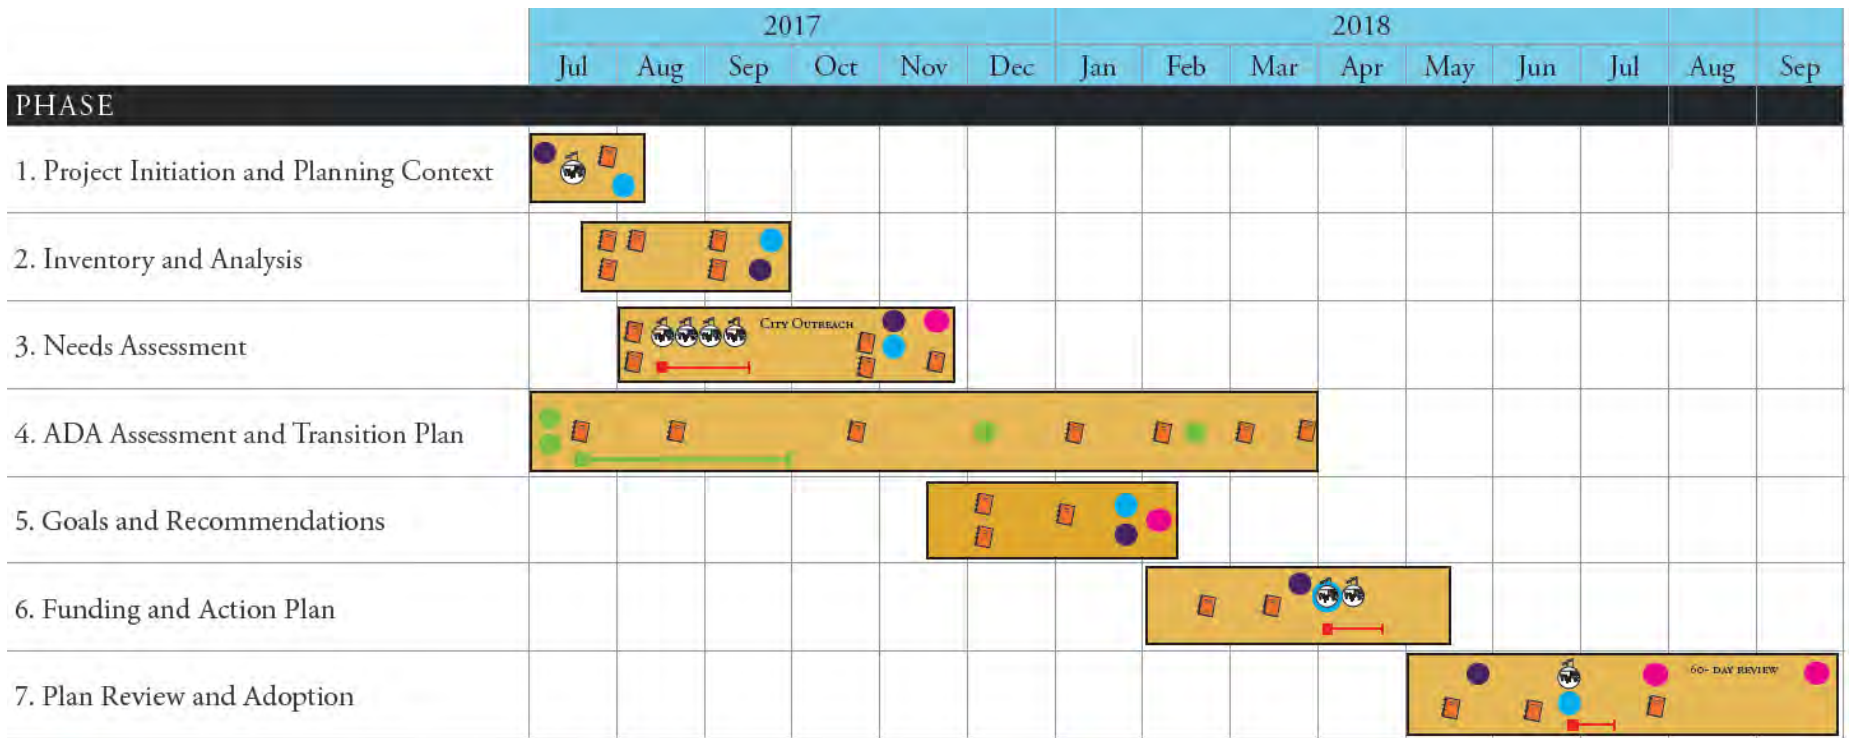 2017 2018
Jul Aug Sep Oct Nov Dec Jan Feb Mar Apr May Jun Jul Aug Sep
PHASE
1. Project Initiation and Planning Context
2. Inventory and Analysis
City Outreach
3. Needs Assessment
4. ADA Assessment and Transition Plan
5. Goals and Recommendations
6. Funding and Action Plan
60- day review
7. Plan Review and Adoption